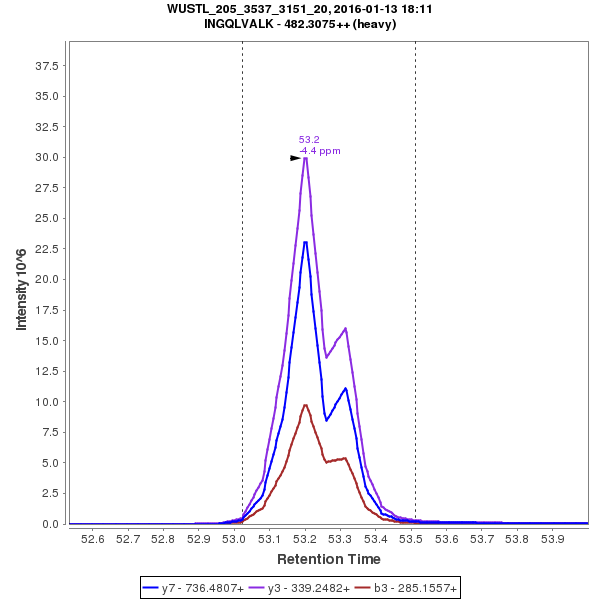 WUSTL_205_3537_3151_20, 2016-01-13 18:11
INGQLVALK - 482.3075++ (heavy)
37.5
35.0
32.5
30.0
27.5
25.0
22.5
20.0
17.5
15.0
12.5
10.0
7.5
5.0
2.5
0.0
Intensity 10^6
53.2
-4.4 ppm
52.6 52.7 52.8 52.9 53.0 53.1 53.2 53.3 53.4 53.5 53.6 53.7 53.8 53.9
Retention Time
y7 - 736.4807+ y3 - 339.2482+ b3 - 285.1557+